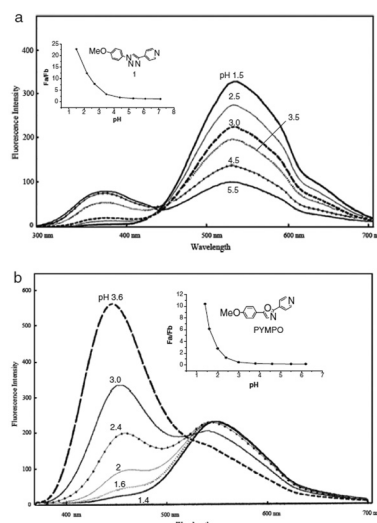 a
400
300
200
100
0
Fluorescence Intensity
300 nm
400 nm
500 nm
600 nm
700 n
Wavelength
pH 1.5
2.5
3.0
3.5
4.5
5.5
25
20
15
10
5
0
Fa/Fb
0 1 2 3 4 5 6 7 8
pH
MeO
N
N
N
N
1
b
600
500
400
300
200
100
0
Fluorescence Intensity
400 nm
500 nm
600 nm
700 nm
pH 3.6
3.0
2.4
2
1.6
1.4
12
10
8
6
4
2
0
Fa/Fb
0 1 2 3 4 5 6 7
pH
MeO
O
N
N
PYMPO